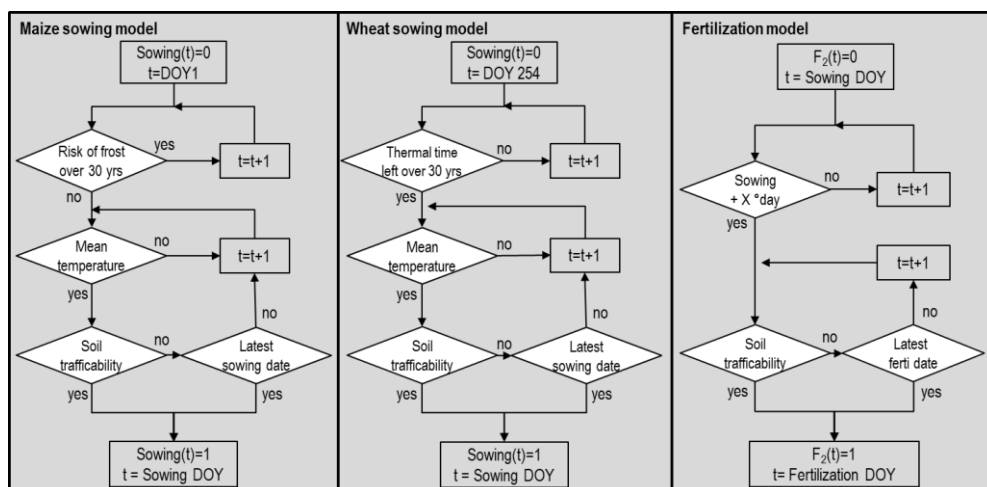 Maize sowing model
Sowing(t)=0
t=DOY1
Risk of frost
over 30 yrs
yes
t=t+1
no
Mean
temperature
no
t=t+1
yes
no
Soil
trafficability
no
Latest
sowing date
yes
yes
Sowing(t)=1
t = Sowing DOY
Wheat sowing model
Sowing(t)=0
t = DOY 254
Thermal time
left over 30 yrs
no
t=t+1
yes
Mean
temperature
no
t=t+1
yes
no
Soil
trafficability
no
Latest
sowing date
yes
yes
Sowing(t)=1
t = Sowing DOY
Fertilization model
F₂(t)=0
t = Sowing DOY
Sowing
+ X °day
no
t=t+1
yes
t=t+1
no
Soil
trafficability
no
Latest
ferti date
yes
yes
F₂(t)=1
t= Fertilization DOY